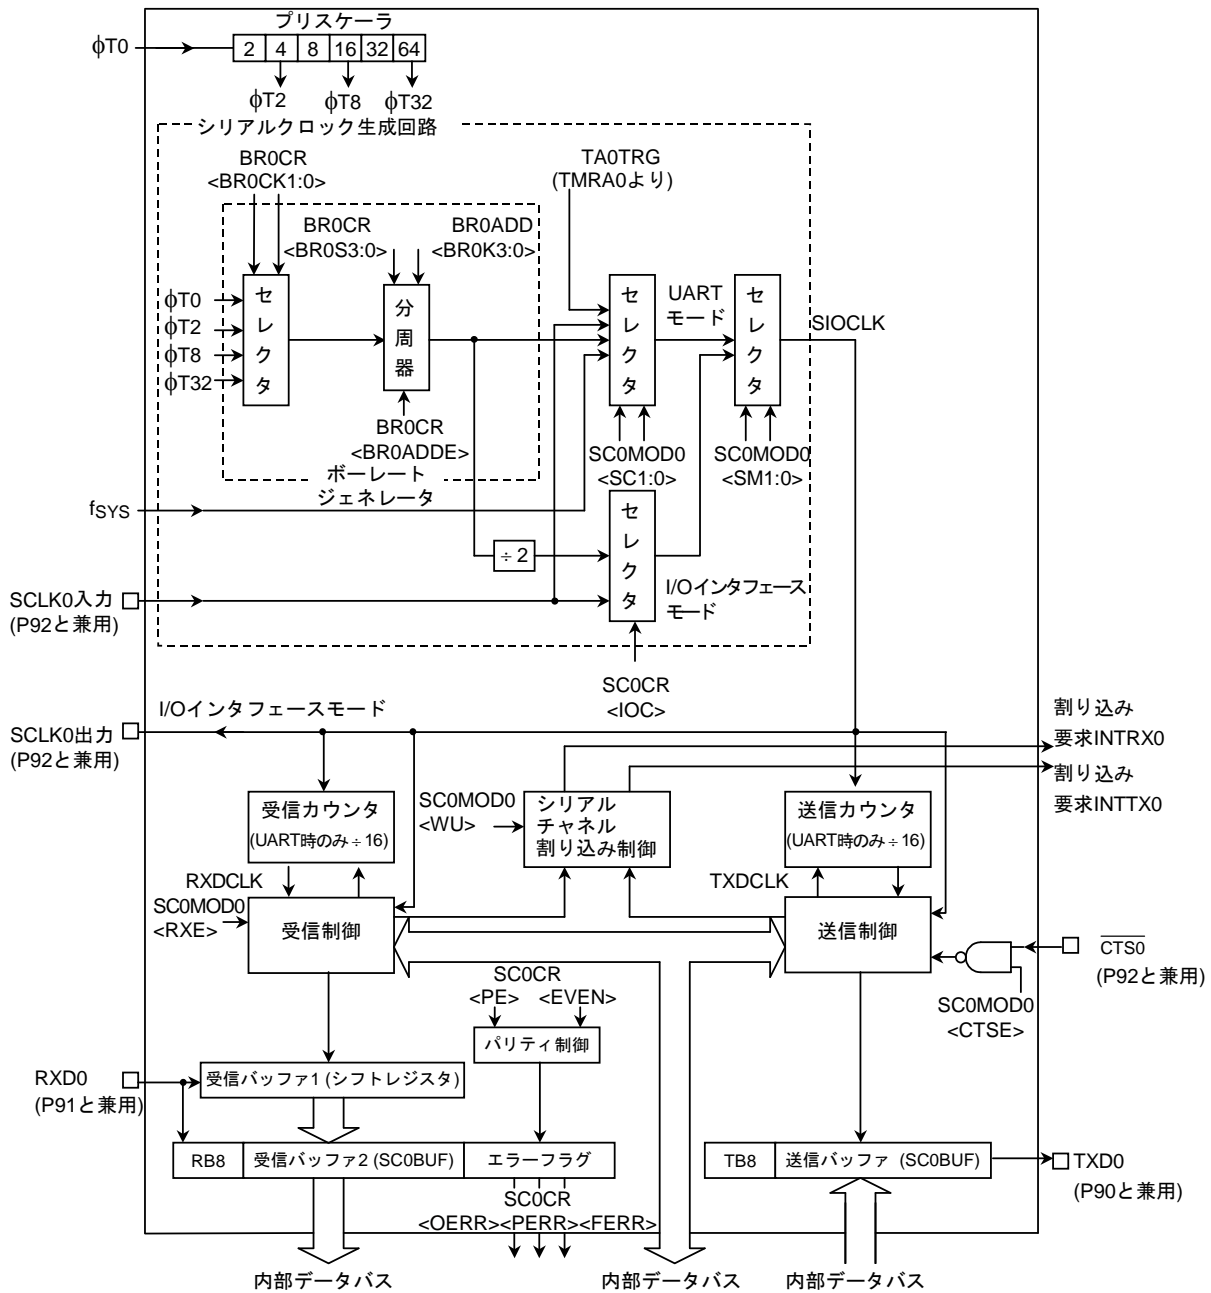 プリスケーラ
ϕT0
2 4 8 16 32 64
ϕT2 ϕT8 ϕT32
シリアルクロック生成回路
BR0CR
<BR0CK1:0>
TA0TRG
(TMRA0より)
BR0CR
<BR0S3:0>
BR0ADD
<BR0K3:0>
ϕT0
ϕT2
ϕT8
ϕT32
セレクタ
分周器
セレクタ
UART
モード
セレクタ
SIOCLK
BR0CR
<BR0ADDE>
SC0MOD0
<SC1:0>
SC0MOD0
<SM1:0>
ボーレート
ジェネレータ
fSYS
セレクタ
÷2
I/Oインタフェース
モード
SCLK0入力
(P92と兼用)
SC0CR
<IOC>
I/Oインタフェースモード
SCLK0出力
(P92と兼用)
割り込み
要求INTRX0
割り込み
要求INTTX0
受信カウンタ
(UART時のみ÷16)
SC0MOD0
<WU>
シリアル
チャネル
割り込み制御
送信カウンタ
(UART時のみ÷16)
RXDCLK
TXDCLK
SC0MOD0
<RXE>
受信制御
送信制御
CTS0
(P92と兼用)
SC0MOD0
<CTSE>
SC0CR
<PE> <EVEN>
パリティ制御
RXD0
(P91と兼用)
受信バッファ1 (シフトレジスタ)
RB8 受信バッファ2 (SC0BUF) エラーフラグ
TB8 送信バッファ (SC0BUF)
TXD0
(P90と兼用)
SC0CR
<OERR><PERR><FERR>
内部データバス 内部データバス 内部データバス